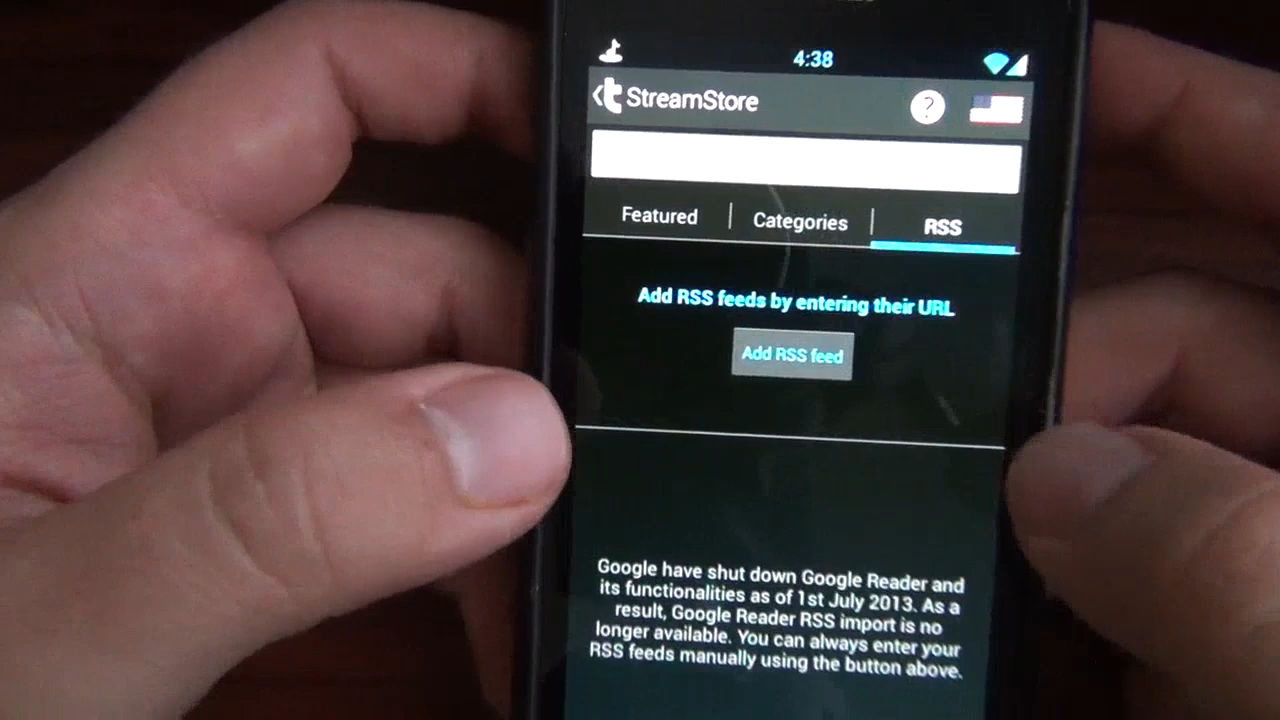 4:38
StreamStore
?
Featured
Categories
RSS
Add RSS feeds by entering their URL
Add RSS feed
Google have shut down Google Reader and
its functionalities as of 1st July 2013. As a
result, Google Reader RSS import is no
longer available. You can always enter your
RSS feeds manually using the button above.